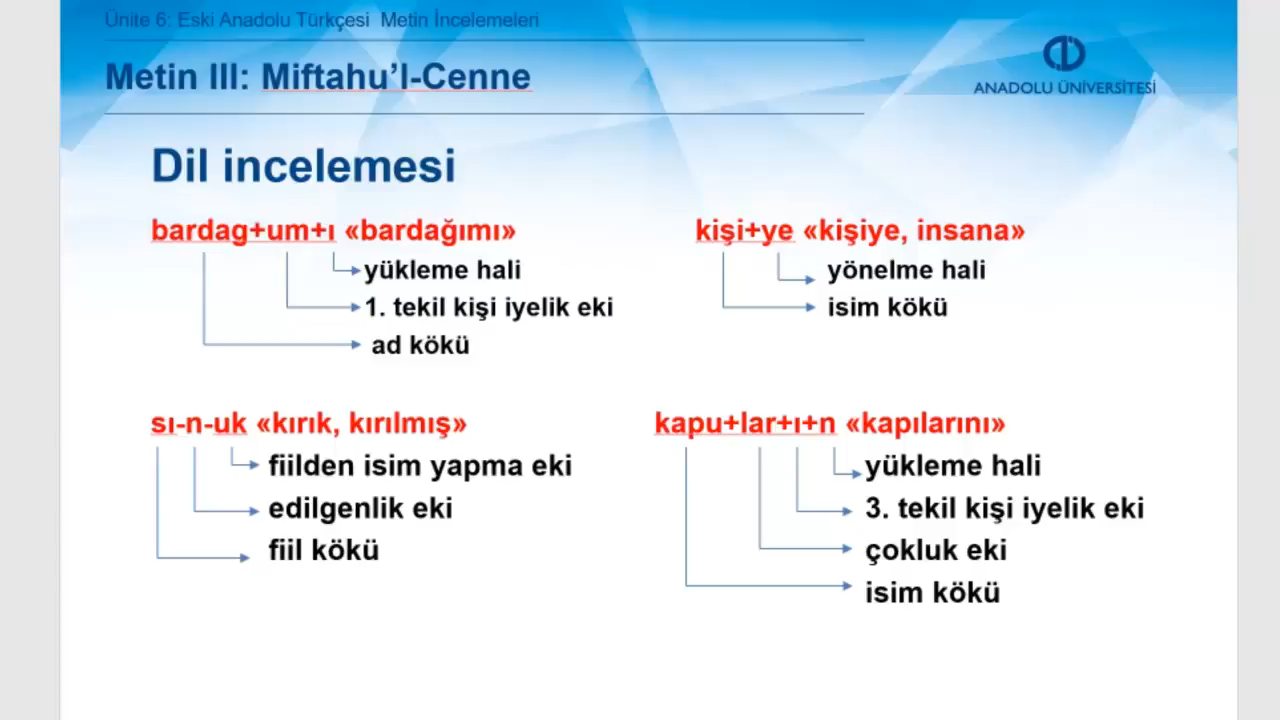 Ünite 6: Eski Anadolu Türkçesi  Metin İncelemeleri
Metin III: Miftahu’l-Cenne
ANADOLU ÜNİVERSİTESİ
Dil incelemesi
bardag+um+ı «bardağımı»
yükleme hali
1. tekil kişi iyelik eki
ad kökü
kişi+ye «kişiye, insana»
yönelme hali
isim kökü
sı-n-uk «kırık, kırılmış»
fiilden isim yapma eki
edilgenlik eki
fiil kökü
kapu+lar+ı+n «kapılarını»
yükleme hali
3. tekil kişi iyelik eki
çokluk eki
isim kökü